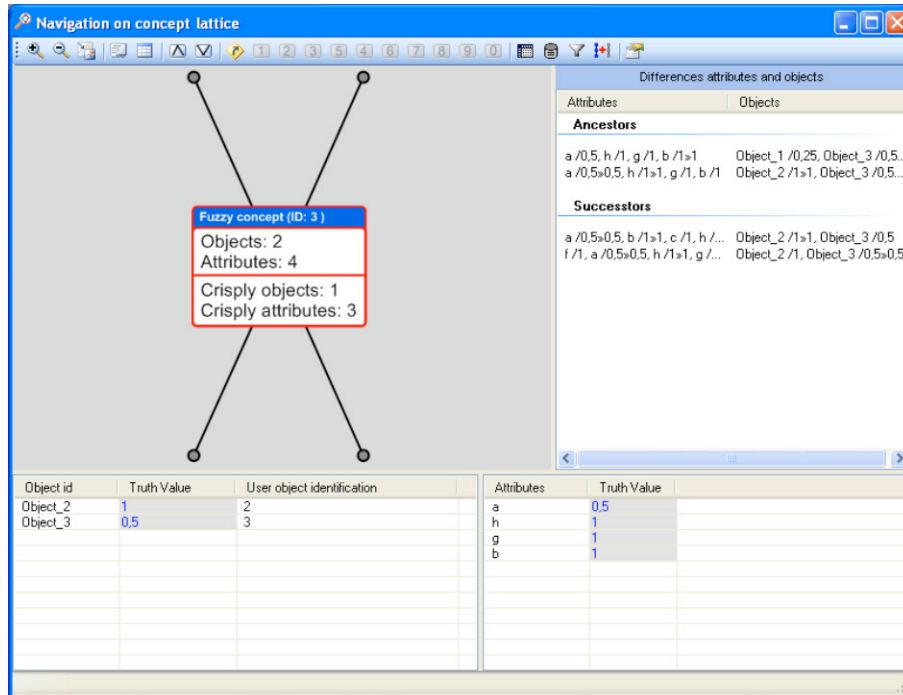 Navigation on concept lattice
1 2 3 5 4 6 7 8 9 0
Differences attributes and objects
Attributes Objects
Ancestors
a /0,5, h /1, g /1, b /1»1 Object_1 /0,25, Object_3 /0,5...
a /0,5»0,5, h /1»1, g /1, b /1 Object_2 /1»1, Object_3 /0,5...
Successtors
a /0,5»0,5, b /1»1, c /1, h /... Object_2 /1»1, Object_3 /0,5
f /1, a /0,5»0,5, h /1»1, g /... Object_2 /1, Object_3 /0,5»0,5
Fuzzy concept (ID: 3 )
Objects: 2
Attributes: 4
Crisply objects: 1
Crisply attributes: 3
Object id Truth Value User object identification
Object_2 1 2
Object_3 0,5 3
Attributes Truth Value
a 0,5
h 1
g 1
b 1